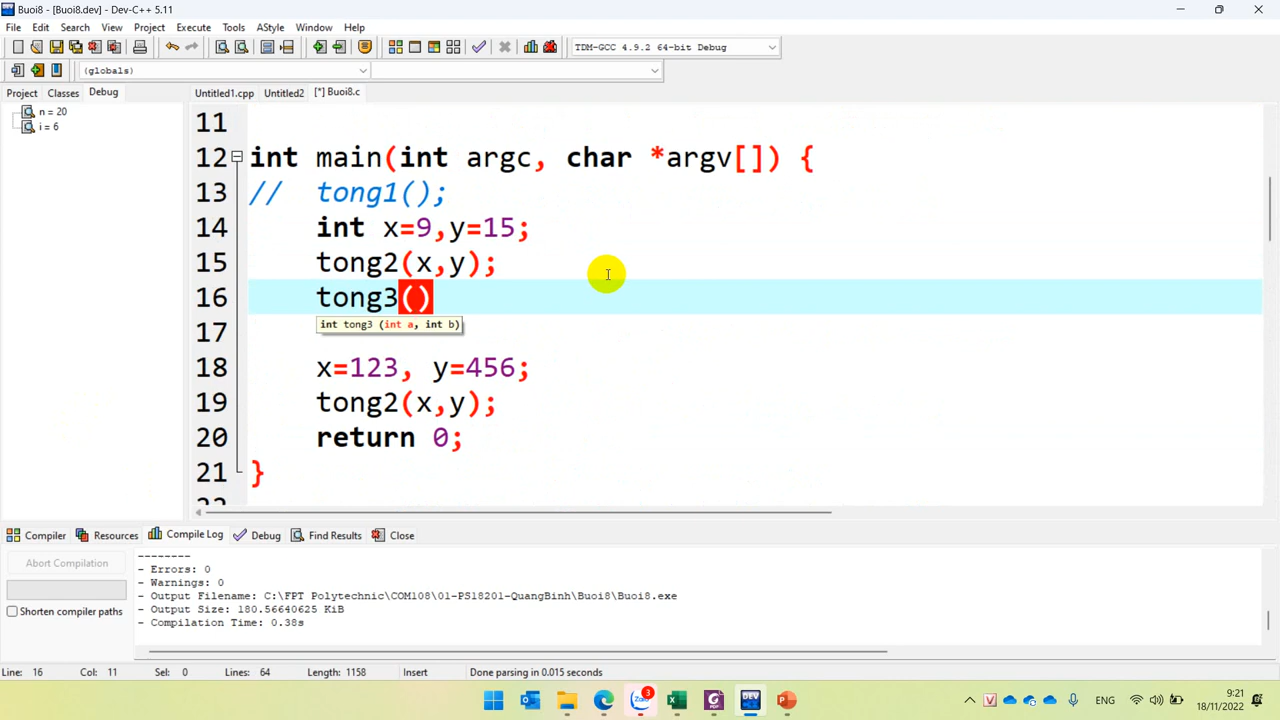 Buoi8 - [Buoi8.dev] - Dev-C++ 5.11
File Edit Search View Project Execute Tools AStyle Window Help
TDM-GCC 4.9.2 64-bit Debug
(globals)
Project Classes Debug
Untitled1.cpp Untitled2 [*] Buoi8.c
n = 20
i = 6
11
12 int main(int argc, char *argv[]) {
13 // tong1();
14 int x=9,y=15;
15 tong2(x,y);
16 tong3()
int tong3 (int a, int b)
17
18 x=123, y=456;
19 tong2(x,y);
20 return 0;
21 }
Compiler Resources Compile Log Debug Find Results Close
Abort Compilation
Shorten compiler paths
--------
- Errors: 0
- Warnings: 0
- Output Filename: C:\FPT Polytechnic\COM108\01-PS18201-QuangBinh\Buoi8\Buoi8.exe
- Output Size: 180.56640625 KiB
- Compilation Time: 0.38s
Line: 16 Col: 11 Sel: 0 Lines: 64 Length: 1158 Insert Done parsing in 0.015 seconds
Zalo 3
PDF
DEV
ENG
9:21
18/11/2022